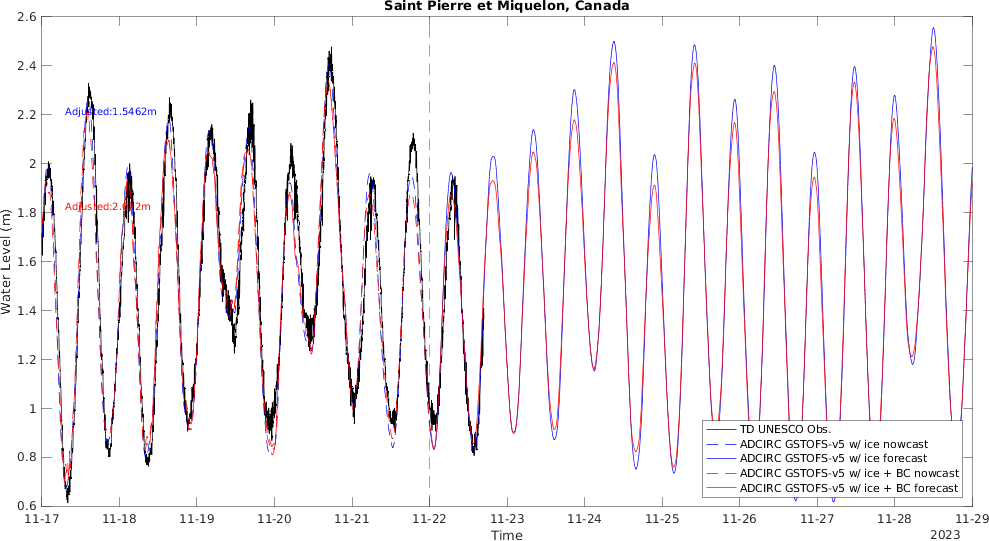 Saint Pierre et Miquelon, Canada
2.6
2.4
2.2
2
1.8
1.6
1.4
1.2
1
0.8
0.6
Water Level (m)
Adjusted:1.5462m
TD UNESCO Obs.
ADCIRC GSTOFS-v5 w/ ice nowcast
ADCIRC GSTOFS-v5 w/ ice forecast
ADCIRC GSTOFS-v5 w/ ice + BC nowcast
ADCIRC GSTOFS-v5 w/ ice + BC forecast
11-17
11-18
11-19
11-20
11-21
11-22
11-23
11-24
11-25
11-26
11-27
11-28
11-29
Time
2023